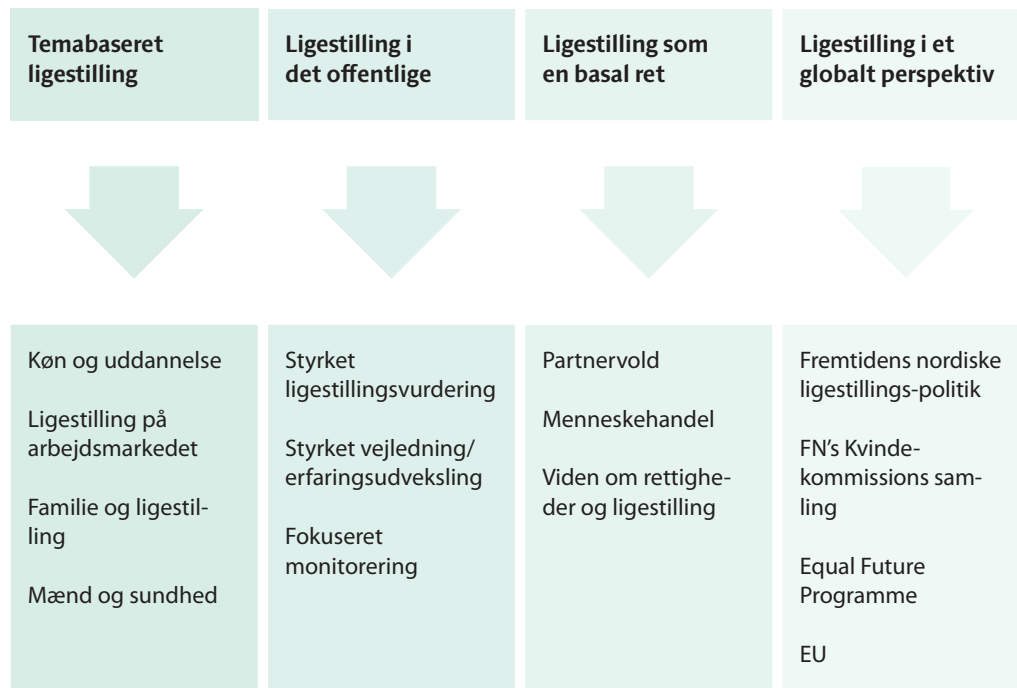 Temabaseret
ligestilling
Ligestilling i
det offentlige
Ligestilling som
en basal ret
Ligestilling i et
globalt perspektiv
Køn og uddannelse
Ligestilling på
arbejdsmarkedet
Familie og ligestil-
ling
Mænd og sundhed
Styrket
ligestillingsvurdering
Styrket vejledning/
erfaringsudveksling
Fokuseret
monitorering
Partnervold
Menneskehandel
Viden om rettighe-
der og ligestilling
Fremtidens nordiske
ligestillings-politik
FN’s Kvinde-
kommissions sam-
ling
Equal Future
Programme
EU